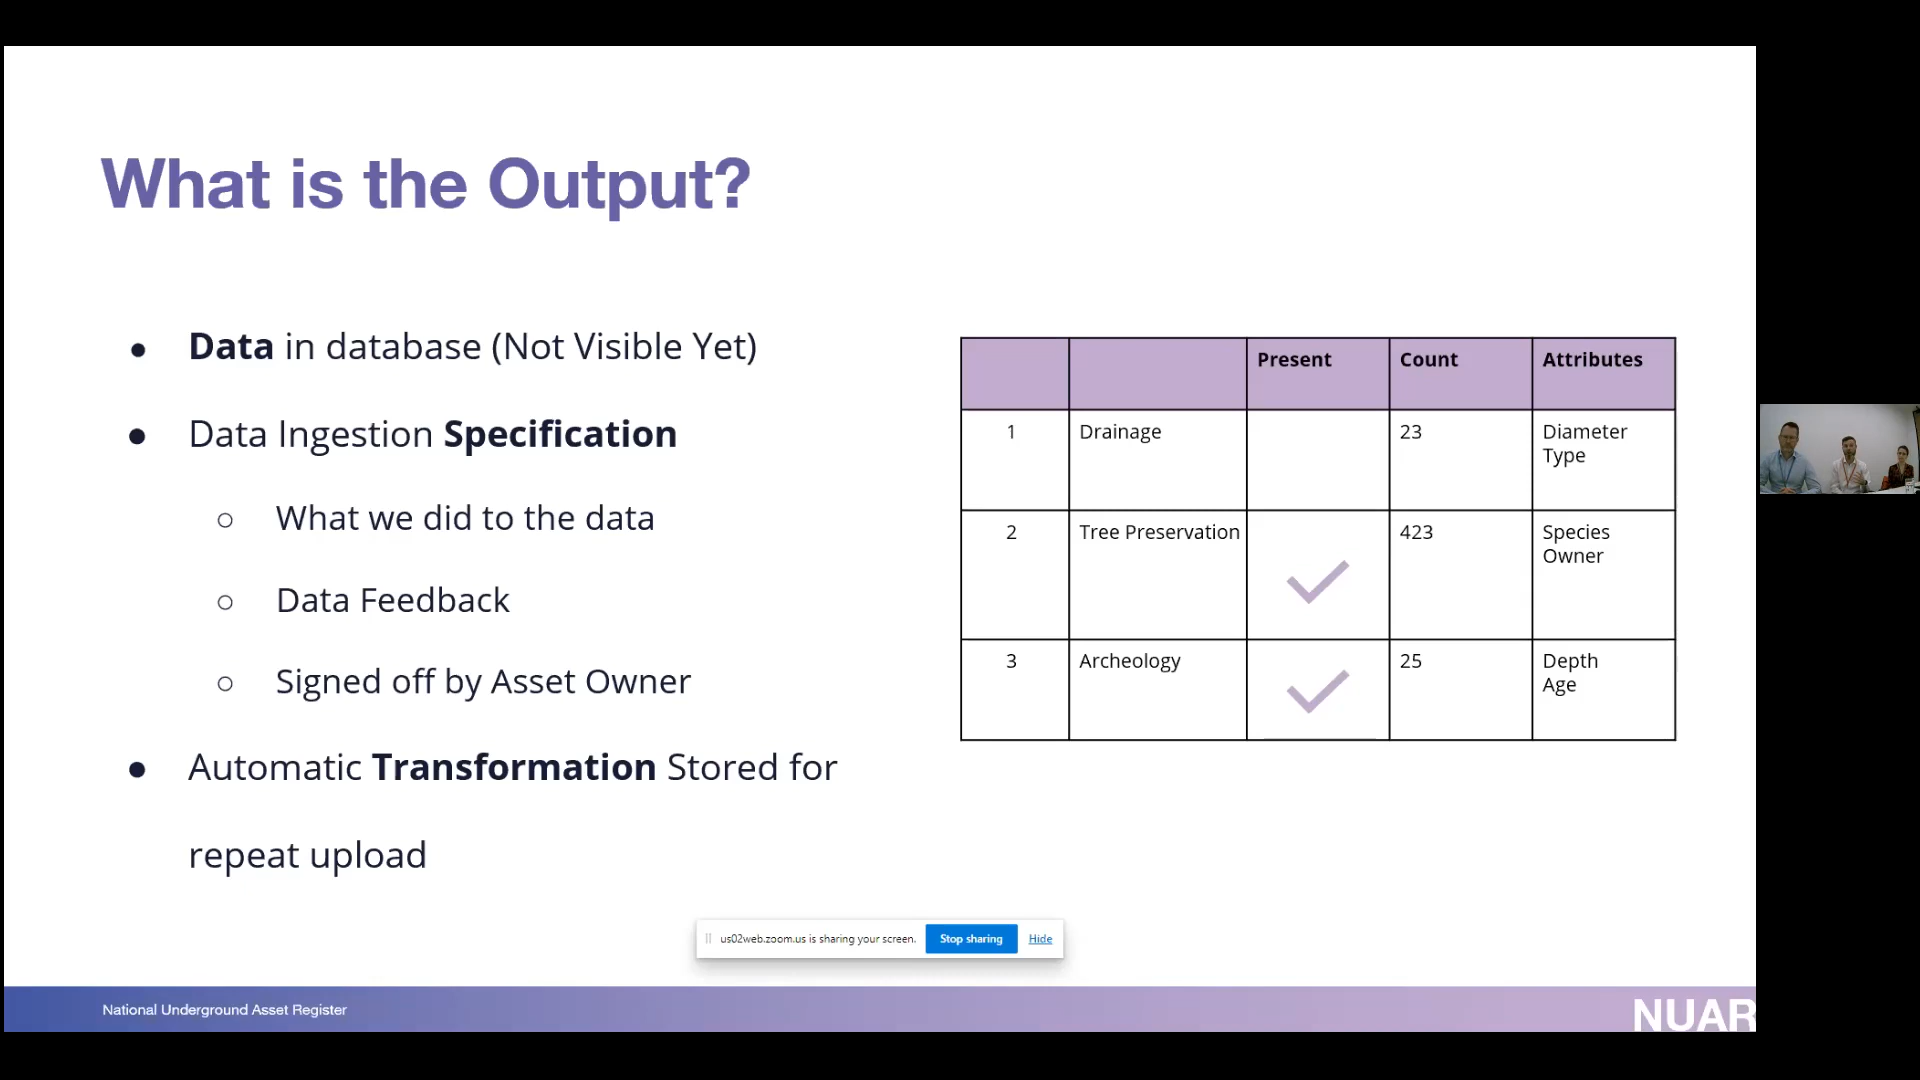 What is the Output?
● Data in database (Not Visible Yet)
● Data Ingestion Specification
○ What we did to the data
○ Data Feedback
○ Signed off by Asset Owner
● Automatic Transformation Stored for
repeat upload
Present Count Attributes
1 Drainage 23 Diameter
Type
2 Tree Preservation 423 Species
Owner
3 Archeology 25 Depth
Age
us02web.zoom.us is sharing your screen. Stop sharing Hide
National Underground Asset Register
NUAR